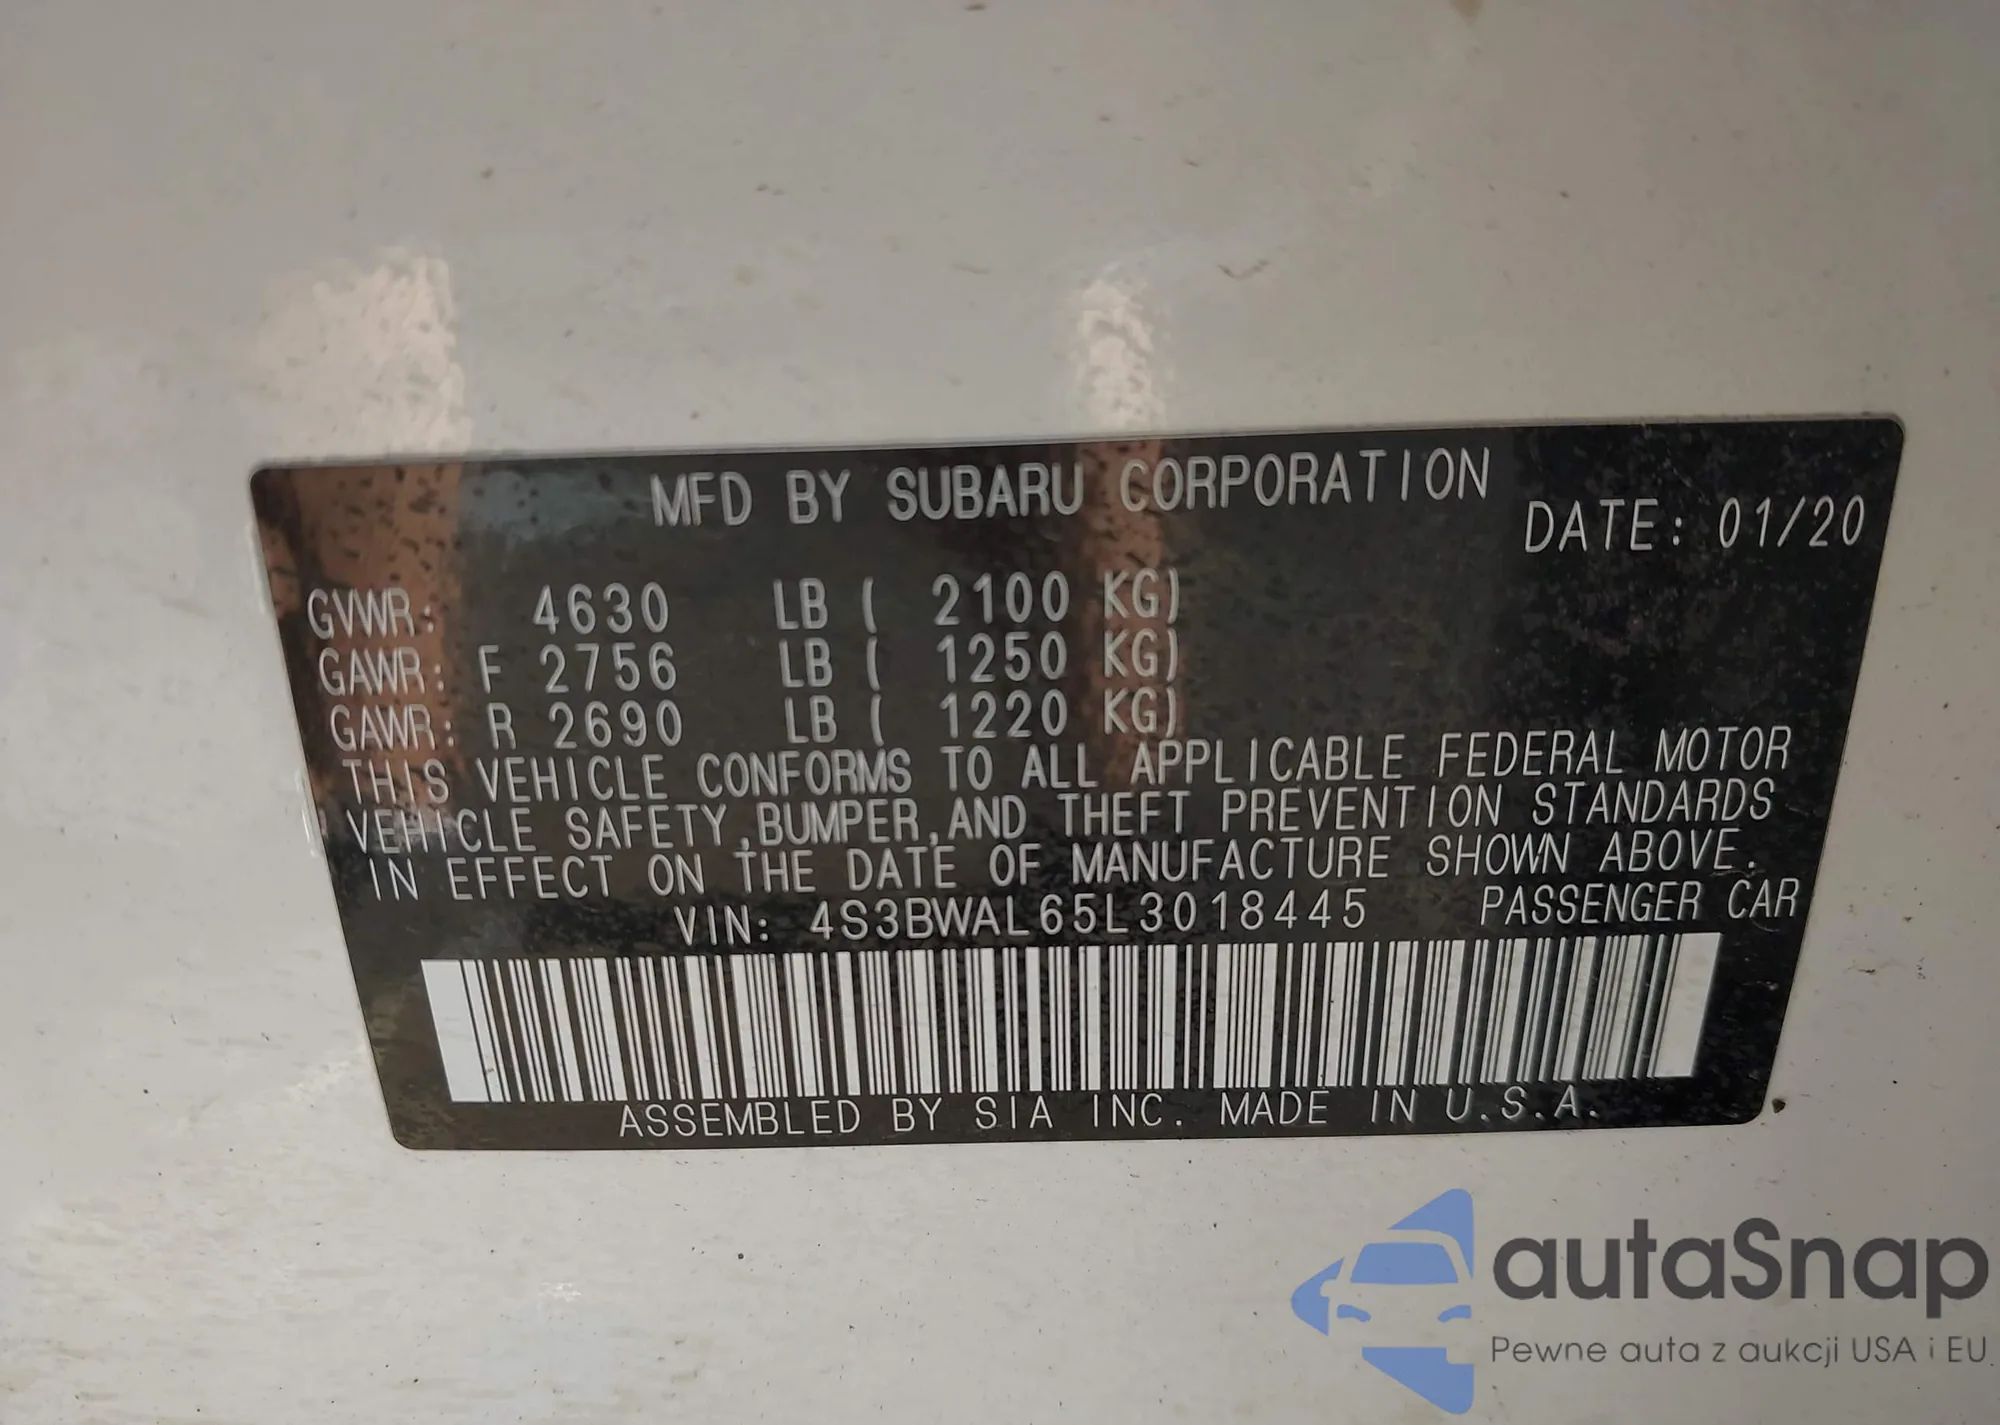 MFD BY SUBARU CORPORATION
DATE: 01/20
GVWR: 4630 LB ( 2100 KG)
GAWR: F 2756 LB ( 1250 KG)
GAWR: R 2690 LB ( 1220 KG)
THIS VEHICLE CONFORMS TO ALL APPLICABLE FEDERAL MOTOR
VEHICLE SAFETY,BUMPER,AND THEFT PREVENTION STANDARDS
IN EFFECT ON THE DATE OF MANUFACTURE SHOWN ABOVE.
VIN: 4S3BWAL65L3018445 PASSENGER CAR
ASSEMBLED BY SIA INC. MADE IN U.S.A.
autaSnap
Pewne auta z aukcji USA i EU